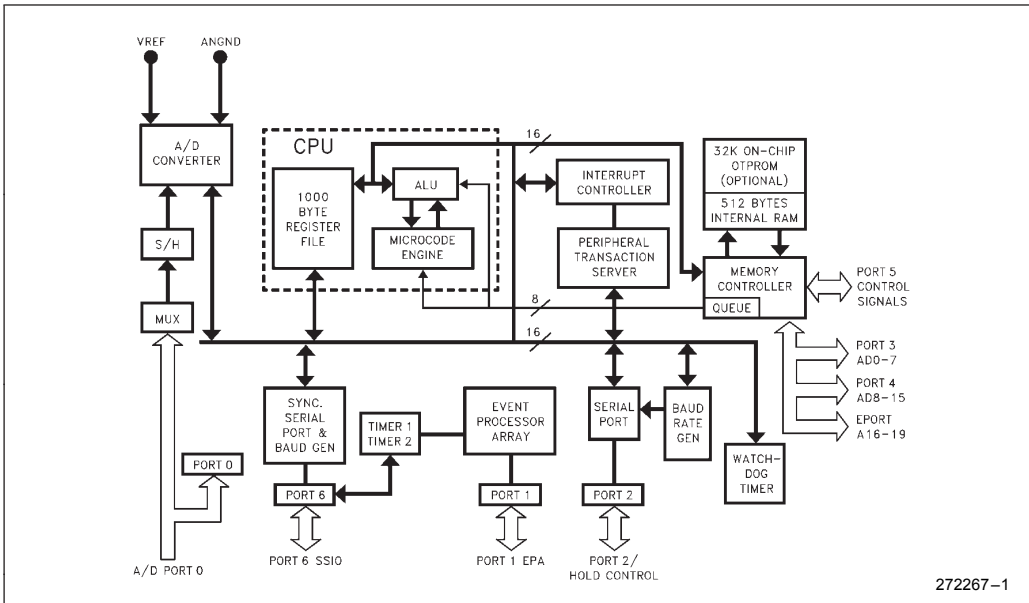 VREF
ANGND
A/D
CONVERTER
S/H
MUX
PORT 0
A/D PORT 0
CPU
1000
BYTE
REGISTER
FILE
ALU
MICROCODE
ENGINE
16
INTERRUPT
CONTROLLER
PERIPHERAL
TRANSACTION
SERVER
32K ON-CHIP
OTPROM
(OPTIONAL)
512 BYTES
INTERNAL RAM
MEMORY
CONTROLLER
QUEUE
PORT 5
CONTROL
SIGNALS
8
16
PORT 3
AD0-7
PORT 4
AD8-15
EPORT
A16-19
SYNC.
SERIAL
PORT &
BAUD GEN
TIMER 1
TIMER 2
EVENT
PROCESSOR
ARRAY
SERIAL
PORT
BAUD
RATE
GEN
WATCH-
DOG
TIMER
PORT 6
PORT 1
PORT 2
PORT 6 SSIO
PORT 1 EPA
PORT 2/
HOLD CONTROL
272267–1